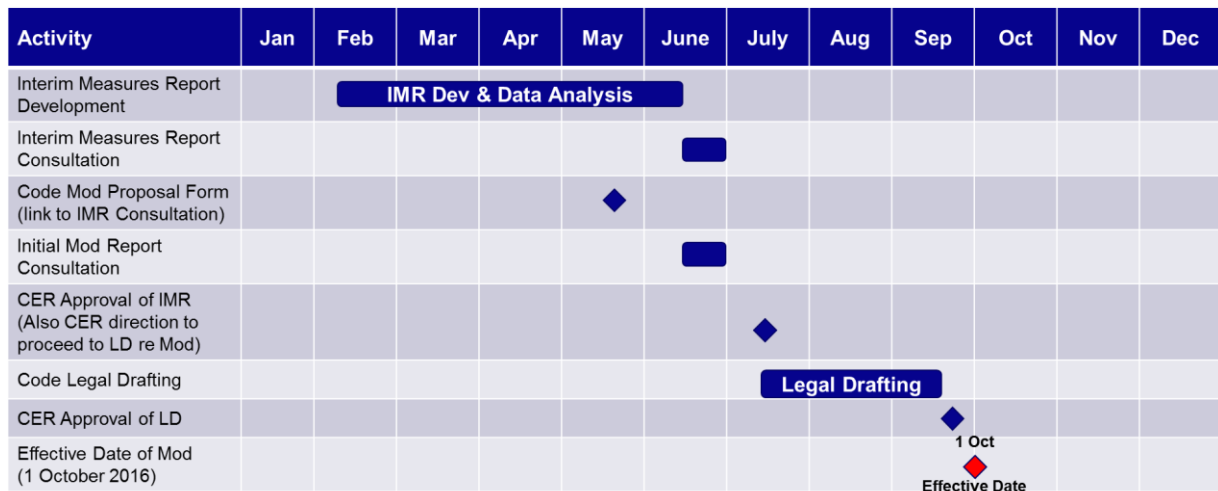 Activity Jan Feb Mar Apr May June July Aug Sep Oct Nov Dec
Interim Measures Report
Development
IMR Dev & Data Analysis
Interim Measures Report
Consultation
Code Mod Proposal Form
(link to IMR Consultation)
Initial Mod Report
Consultation
CER Approval of IMR
(Also CER direction to
proceed to LD re Mod)
Code Legal Drafting
Legal Drafting
CER Approval of LD
1 Oct
Effective Date of Mod
(1 October 2016)
Effective Date